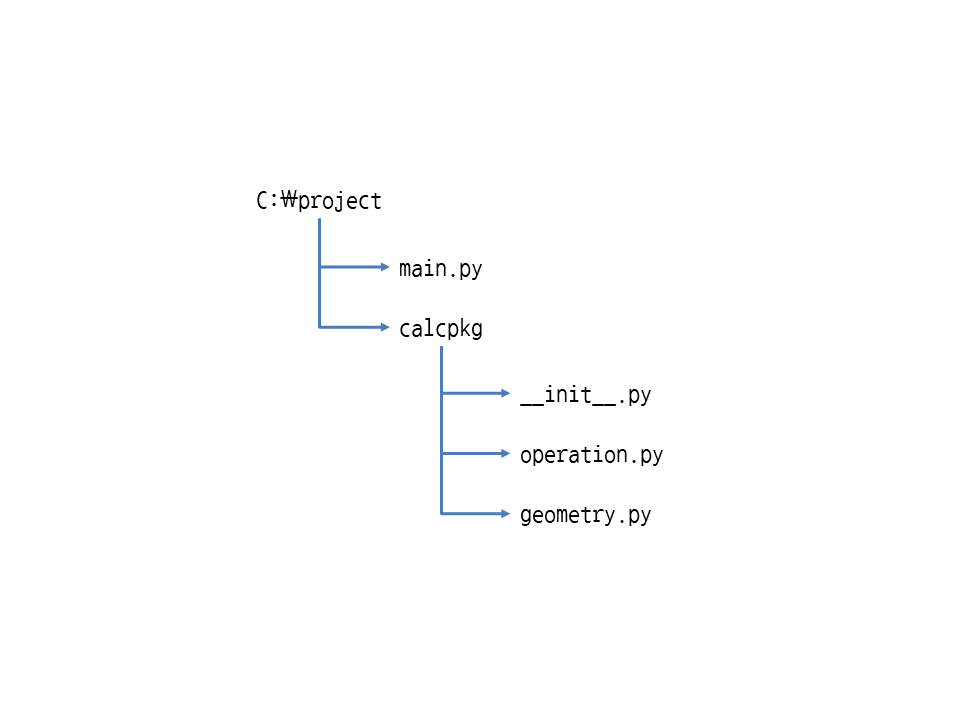 C:₩project
main.py
calcpkg
__init__.py
operation.py
geometry.py